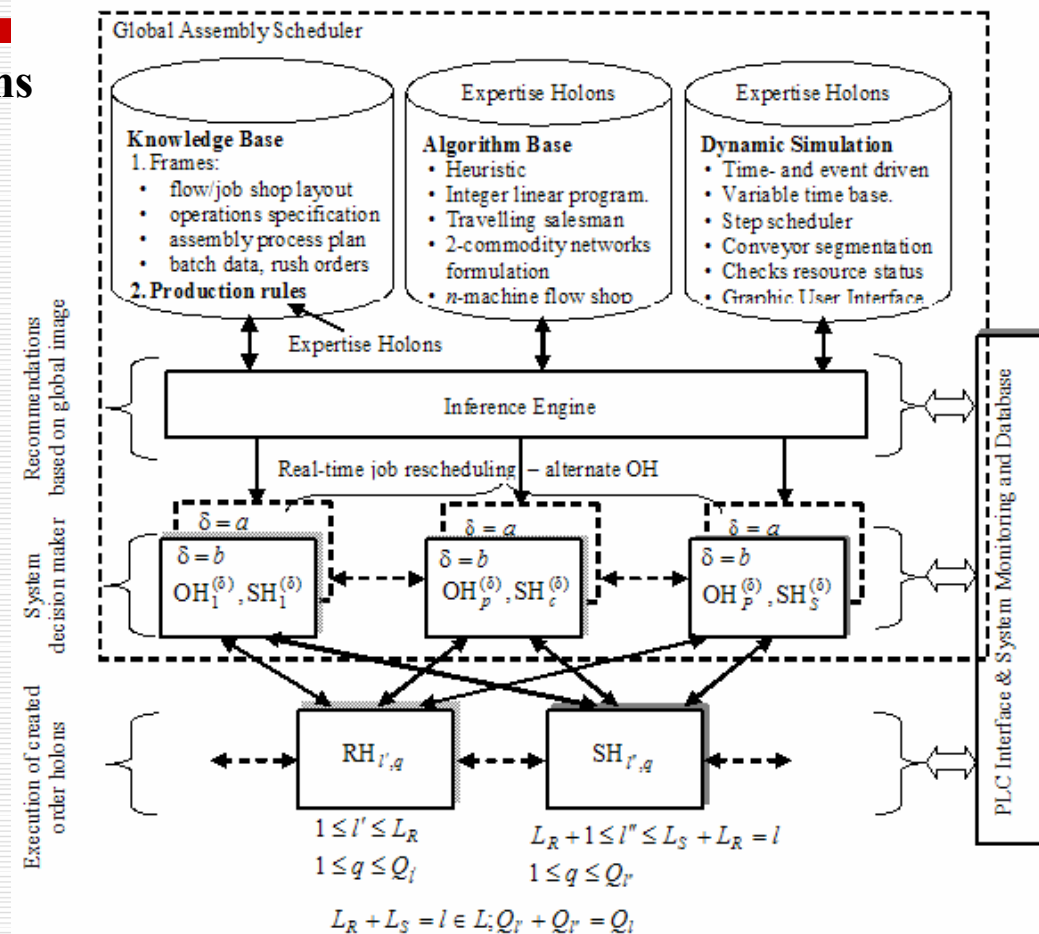 ns
Global Assembly Scheduler
Knowledge Base
1. Frames:
• flow/job shop layout
• operations specification
• assembly process plan
• batch data, rush orders
2. Production rules
Expertise Holons
Algorithm Base
• Heuristic
• Integer linear program.
• Travelling salesman
• 2-commodity networks
formulation
• n-machine flow shop
Expertise Holons
Dynamic Simulation
• Time- and event driven
• Variable time base.
• Step scheduler
• Conveyor segmentation
• Checks resource status
• Graphic User Interface
Expertise Holons
Recommendations
based on global image
Inference Engine
Real-time job rescheduling – alternate OH
System
decision maker
δ = a
δ = b
OH₁^(δ), SH₁^(δ)
δ = a
δ = b
OH_p^(δ), SH_c^(δ)
δ = a
δ = b
OH_P^(δ), SH_S^(δ)
Execution of created
order holons
RH_l',q
SH_l",q
1 ≤ l' ≤ L_R
1 ≤ q ≤ Q_l
L_R + 1 ≤ l" ≤ L_S + L_R = l
1 ≤ q ≤ Q_l'
L_R + L_S = l ∈ L; Q_l' + Q_l' = Q_l
PLC Interface & System Monitoring and Database